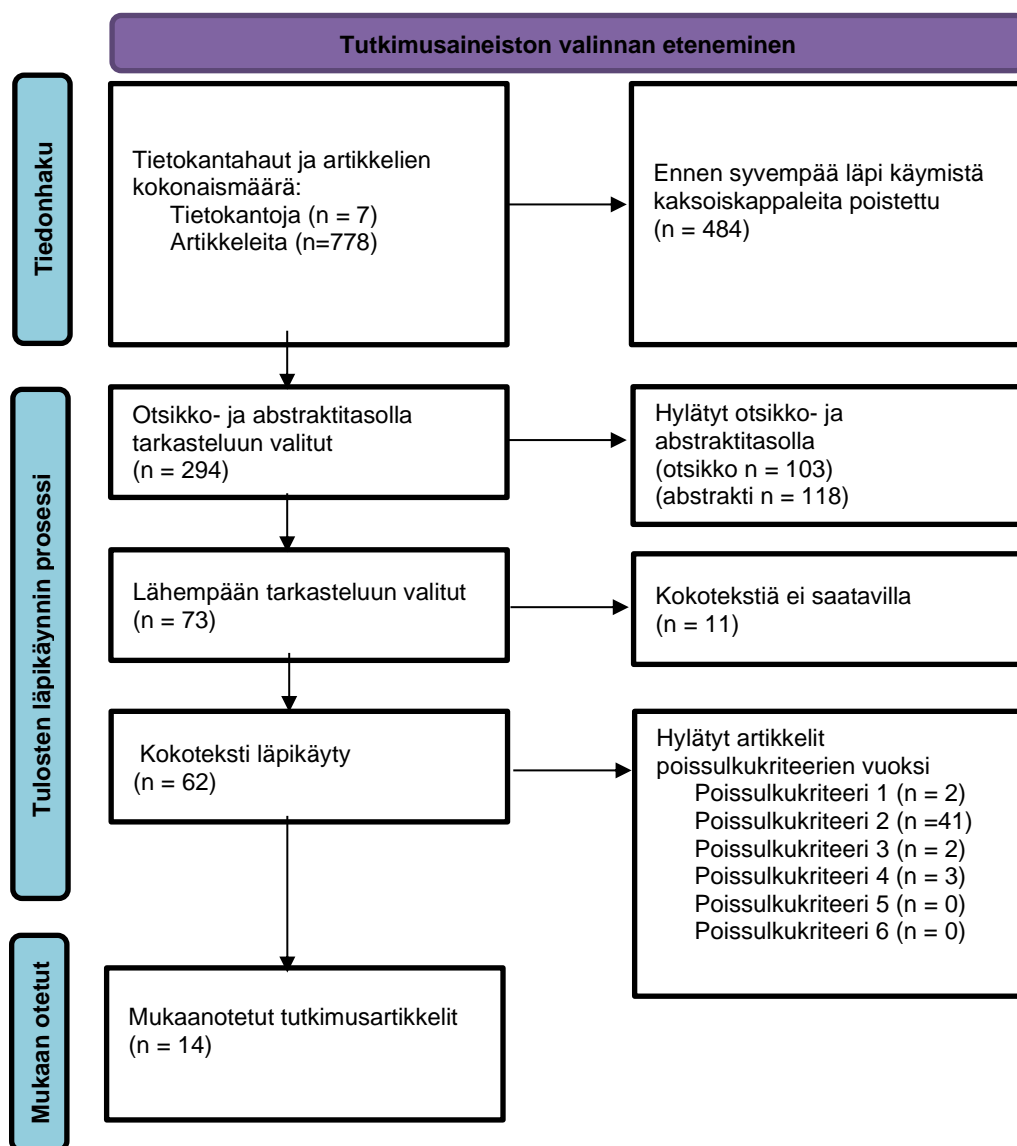 Tutkimusaineiston valinnan eteneminen
Tiedonhaku
Tietokantahaut ja artikkelien
kokonaismäärä:
Tietokantoja (n = 7)
Artikkeleita (n=778)
Ennen syvempää läpi käymistä
kaksoiskappaleita poistettu
(n = 484)
Tulosten läpikäynnin prosessi
Otsikko- ja abstraktitasolla
tarkasteluun valitut
(n = 294)
Hylätyt otsikko- ja
abstraktitasolla
(otsikko n = 103)
(abstrakti n = 118)
Lähempään tarkasteluun valitut
(n = 73)
Kokotekstiä ei saatavilla
(n = 11)
Kokoteksti läpikäyty
(n = 62)
Hylätyt artikkelit
poissulkukriteerien vuoksi
Poissulkukriteeri 1 (n = 2)
Poissulkukriteeri 2 (n =41)
Poissulkukriteeri 3 (n = 2)
Poissulkukriteeri 4 (n = 3)
Poissulkukriteeri 5 (n = 0)
Poissulkukriteeri 6 (n = 0)
Mukaan otetut
Mukaanotetut tutkimusartikkelit
(n = 14)